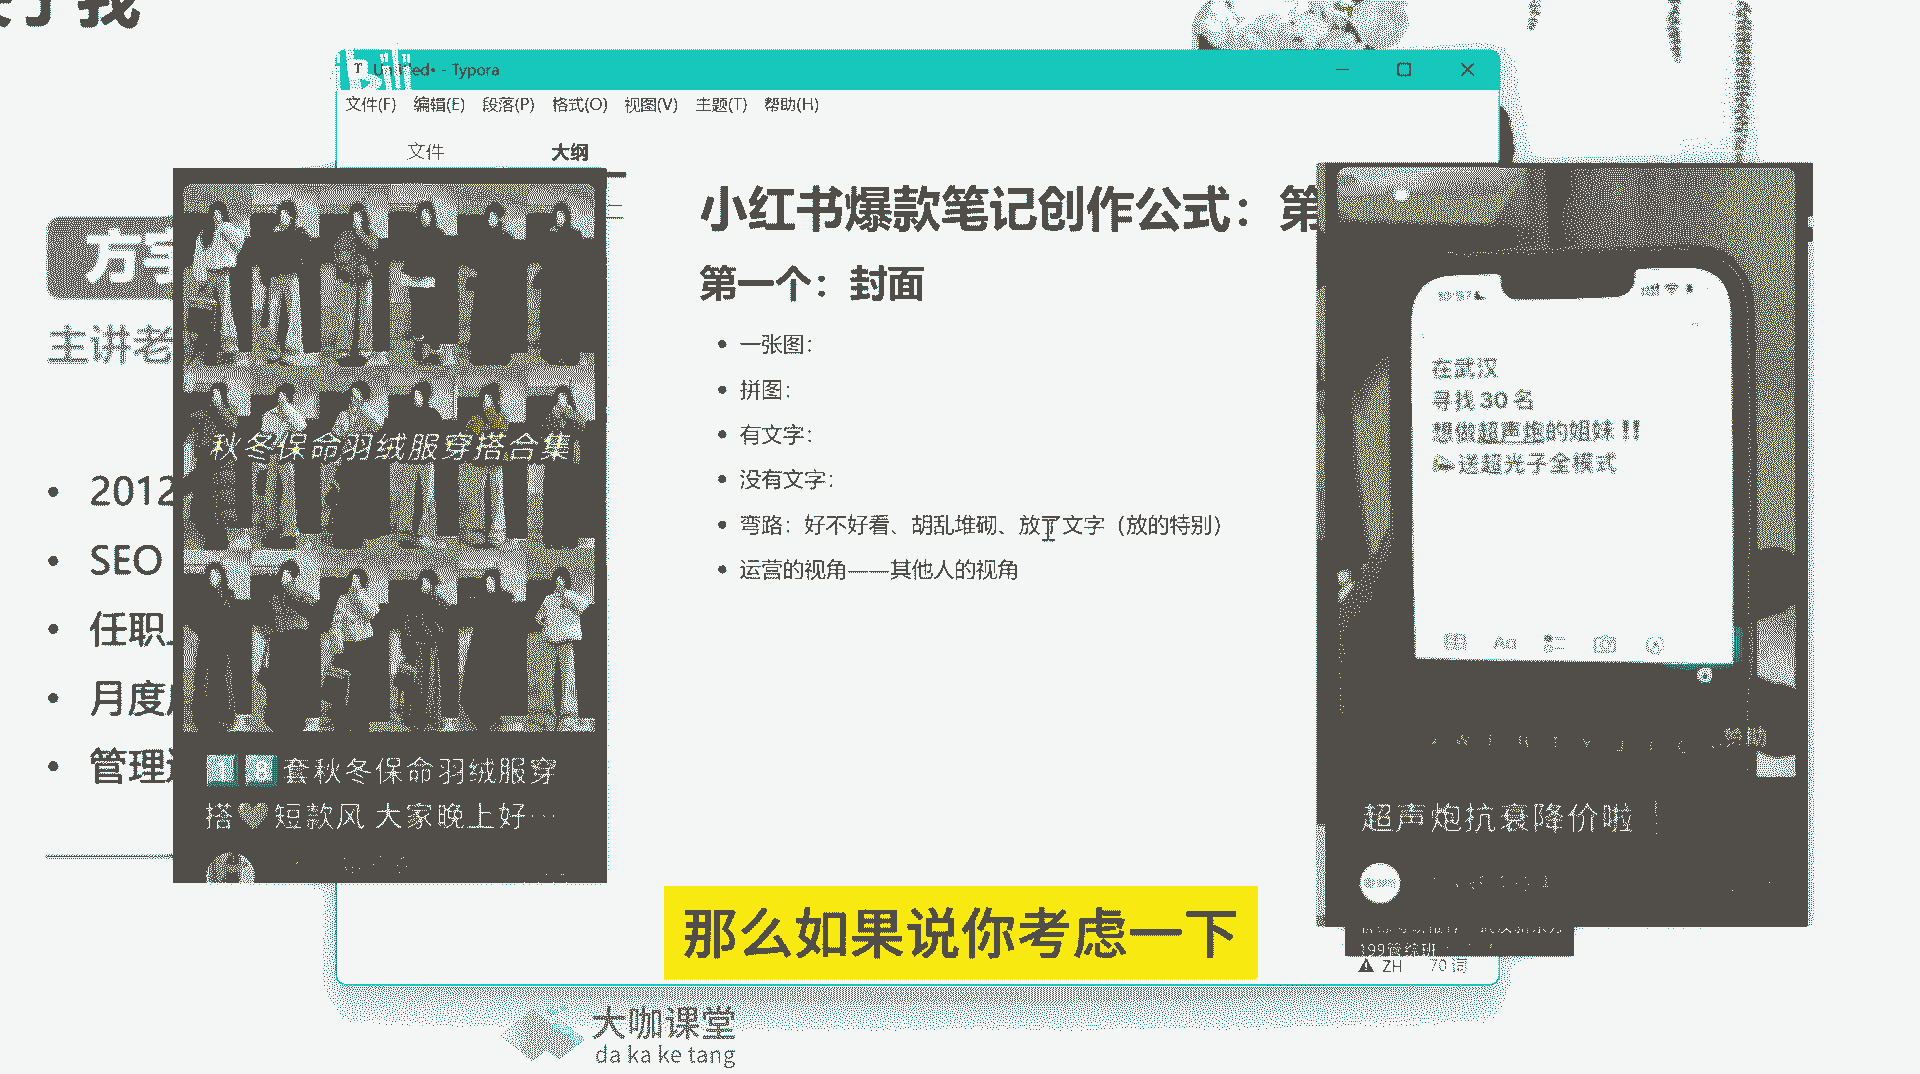 我
Bili
Untitled• - Typora
文件(F) 编辑(E) 段落(P) 格式(O) 视图(V) 主题(T) 帮助(H)
文件 大纲
小红书爆款笔记创作公式：第
第一个：封面
一张图：
拼图：
有文字：
没有文字：
弯路：好不好看、胡乱堆砌、放了文字（放的特别）
运营的视角——其他人的视角
主讲老
2012
SEO
任职
月度
管理
秋冬保命羽绒服穿搭合集
18套秋冬保命羽绒服穿
搭🤍短款风 大家晚上好…
在武汉
寻找 30 名
想做超声炮的姐妹 !!
送超光子全模式
Aa
赞助
超声炮抗衰降价啦！
199管综班
ZH 70 词
那么如果说你考虑一下
大咖课堂
da ka ke tang